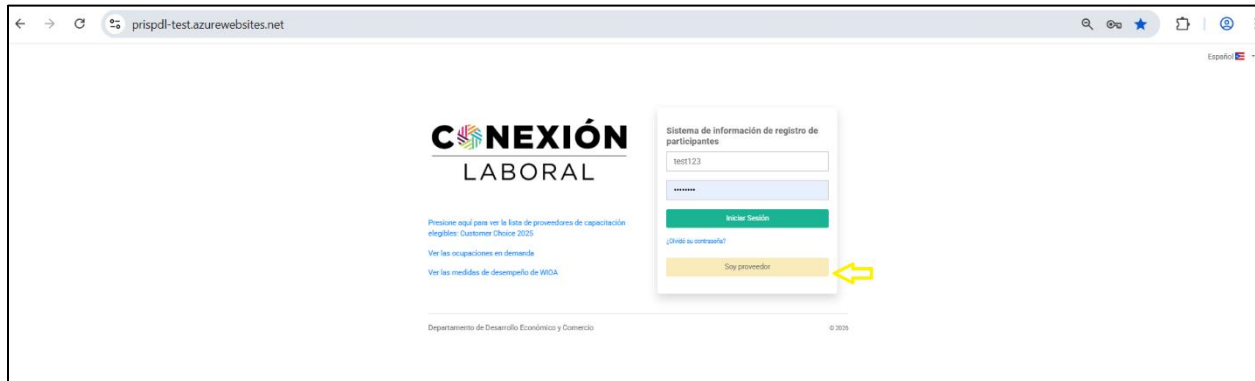 prispdl-test.azurewebsites.net
Español
CONEXIÓN
LABORAL
Presione aquí para ver la lista de proveedores de capacitación
elegibles: Customer Choice 2025
Ver las ocupaciones en demanda
Ver las medidas de desempeño de WIOA
Sistema de información de registro de
participantes
test123
••••••••
Iniciar Sesión
¿Olvidó su contraseña?
Soy proveedor
Departamento de Desarrollo Económico y Comercio
© 2026